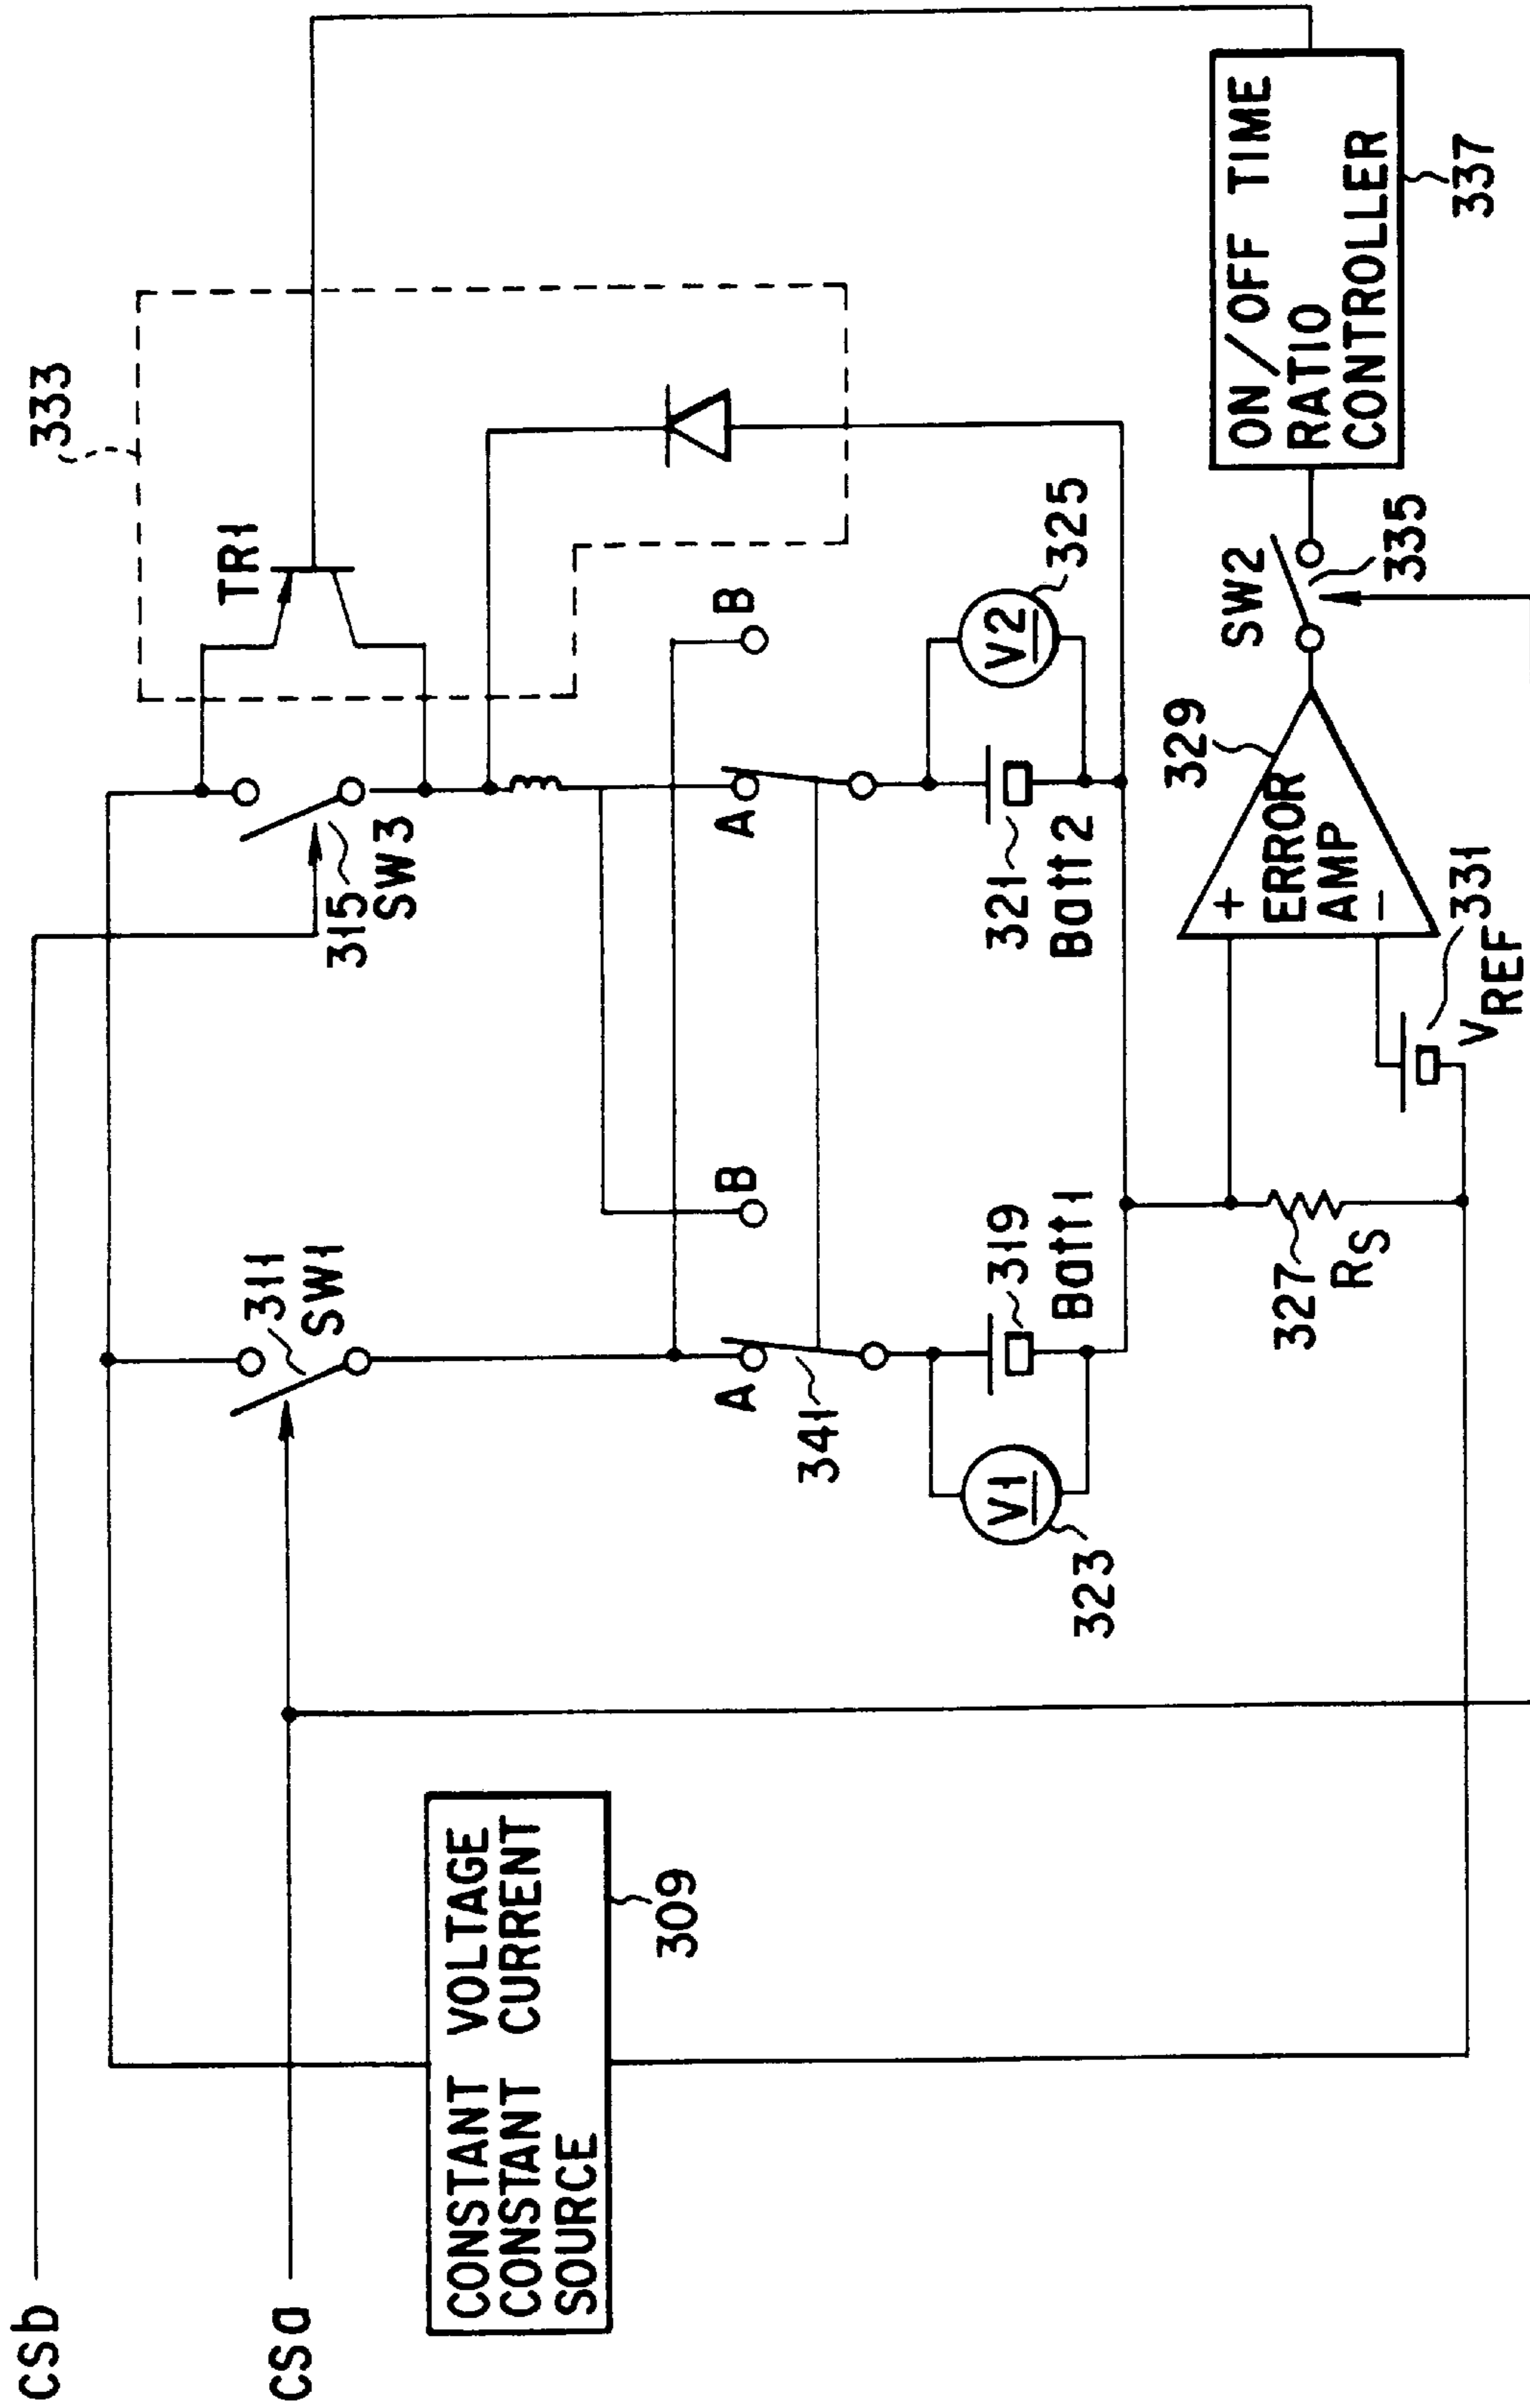 CSb
CSa
CONSTANT VOLTAGE
CONSTANT CURRENT
SOURCE
309
311
SW1
315
SW3
TR1
333
A
B
A
B
341
V1
323
319
Batt1
321
Batt2
V2
325
327
RS
+
ERROR
AMP
−
329
331
VREF
SW2
335
ON/OFF TIME
RATIO
CONTROLLER
337